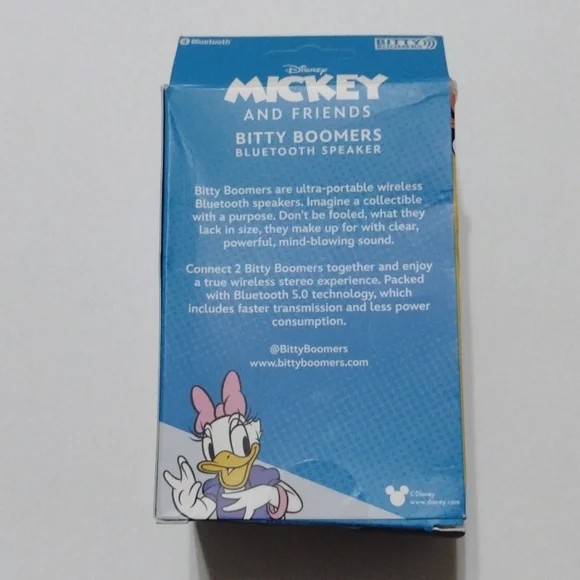 Bluetooth
BITTY
BOOMERS
Disney
MICKEY
AND FRIENDS
BITTY BOOMERS
BLUETOOTH SPEAKER
Bitty Boomers are ultra-portable wireless
Bluetooth speakers. Imagine a collectible
with a purpose. Don't be fooled, what they
lack in size, they make up for with clear,
powerful, mind-blowing sound.
Connect 2 Bitty Boomers together and enjoy
a true wireless stereo experience. Packed
with Bluetooth 5.0 technology, which
includes faster transmission and less power
consumption.
@BittyBoomers
www.bittyboomers.com
©Disney
www.disney.com